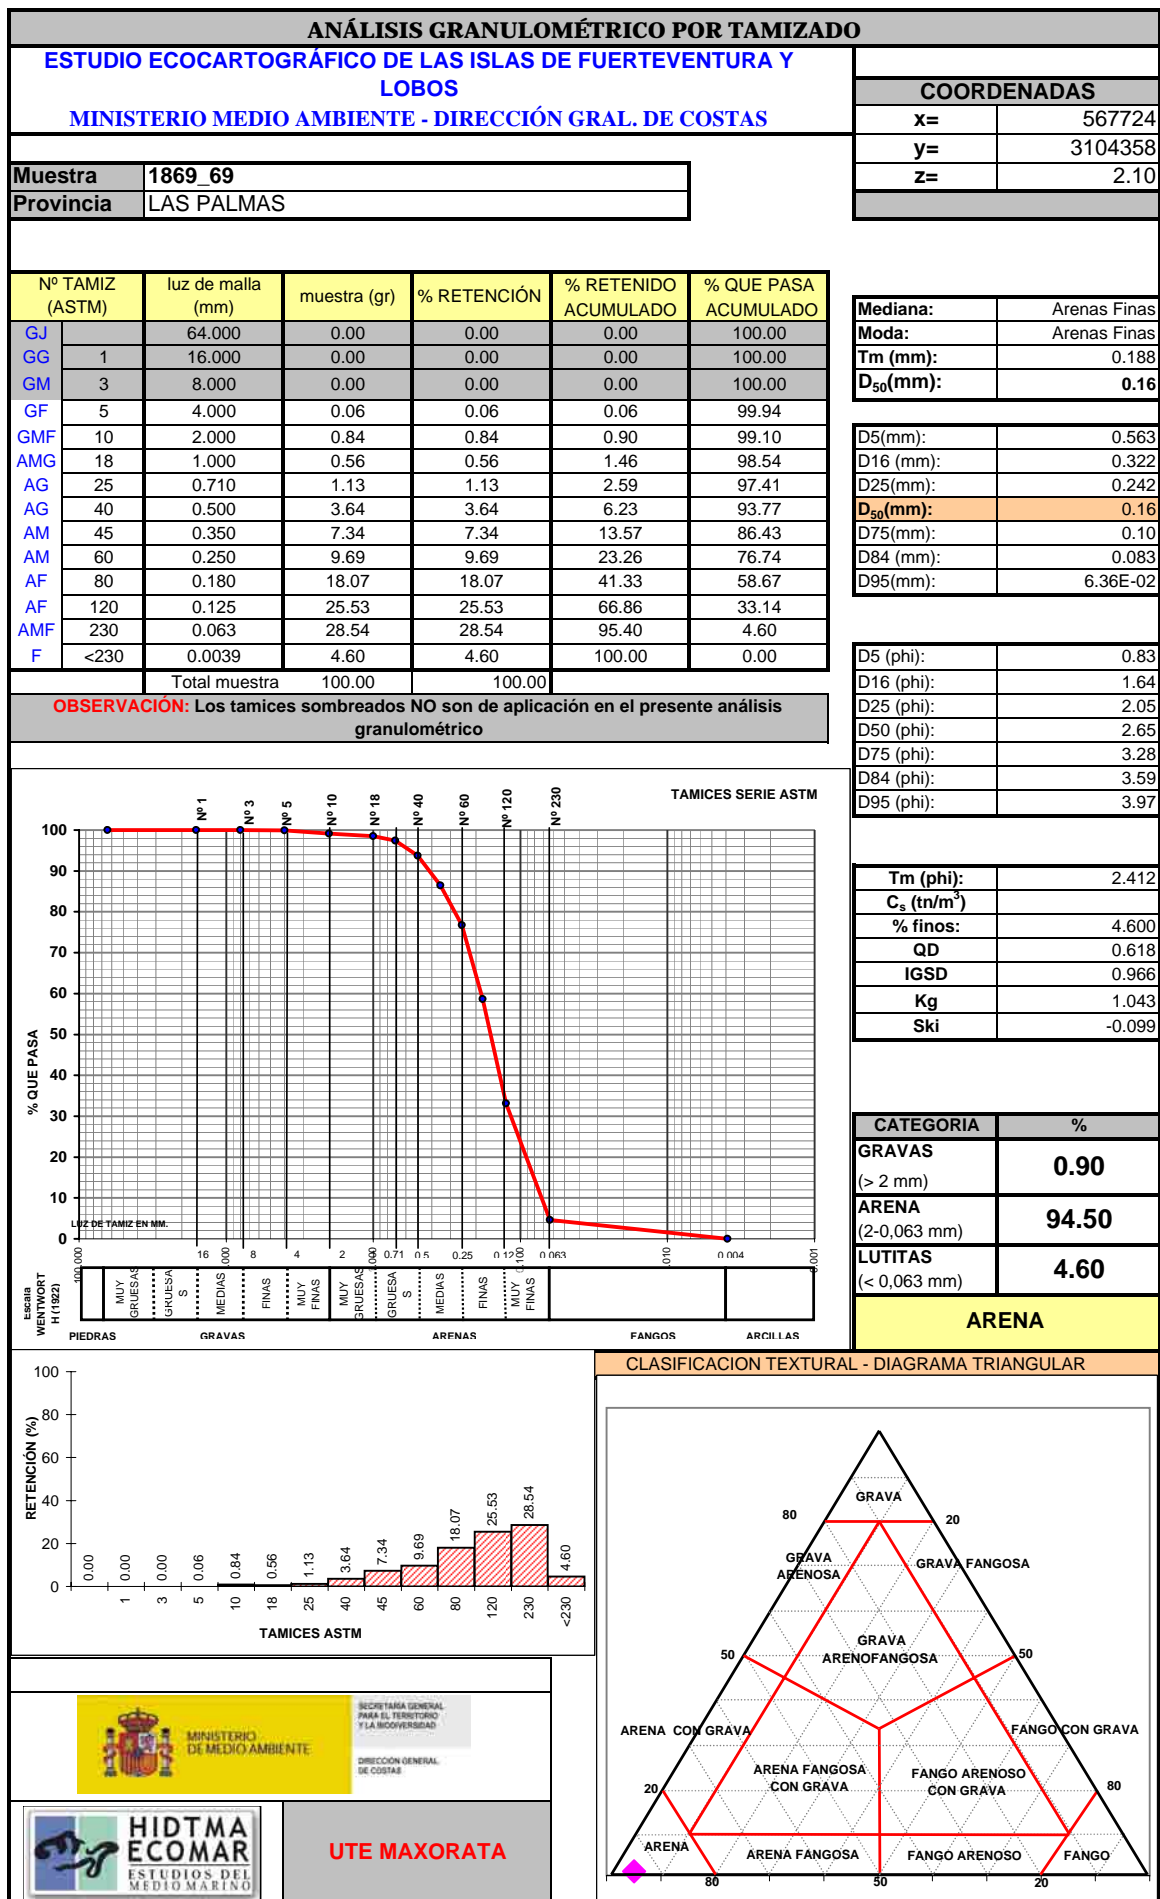 ANÁLISIS GRANULOMÉTRICO POR TAMIZADO
ESTUDIO ECOCARTOGRÁFICO DE LAS ISLAS DE FUERTEVENTURA Y
LOBOS
MINISTERIO MEDIO AMBIENTE - DIRECCIÓN GRAL. DE COSTAS
COORDENADAS
x= 567724
y= 3104358
z= 2.10
Muestra 1869_69
Provincia LAS PALMAS
Nº TAMIZ (ASTM) luz de malla (mm) muestra (gr) % RETENCIÓN % RETENIDO ACUMULADO % QUE PASA ACUMULADO
GJ 64.000 0.00 0.00 0.00 100.00
GG 1 16.000 0.00 0.00 0.00 100.00
GM 3 8.000 0.00 0.00 0.00 100.00
GF 5 4.000 0.06 0.06 0.06 99.94
GMF 10 2.000 0.84 0.84 0.90 99.10
AMG 18 1.000 0.56 0.56 1.46 98.54
AG 25 0.710 1.13 1.13 2.59 97.41
AG 40 0.500 3.64 3.64 6.23 93.77
AM 45 0.350 7.34 7.34 13.57 86.43
AM 60 0.250 9.69 9.69 23.26 76.74
AF 80 0.180 18.07 18.07 41.33 58.67
AF 120 0.125 25.53 25.53 66.86 33.14
AMF 230 0.063 28.54 28.54 95.40 4.60
F <230 0.0039 4.60 4.60 100.00 0.00
Total muestra 100.00 100.00
OBSERVACIÓN: Los tamices sombreados NO son de aplicación en el presente análisis
granulométrico
Mediana: Arenas Finas
Moda: Arenas Finas
Tm (mm): 0.188
D50(mm): 0.16
D5(mm): 0.563
D16 (mm): 0.322
D25(mm): 0.242
D50(mm): 0.16
D75(mm): 0.10
D84 (mm): 0.083
D95(mm): 6.36E-02
D5 (phi): 0.83
D16 (phi): 1.64
D25 (phi): 2.05
D50 (phi): 2.65
D75 (phi): 3.28
D84 (phi): 3.59
D95 (phi): 3.97
Tm (phi): 2.412
Cs (tn/m3)
% finos: 4.600
QD 0.618
IGSD 0.966
Kg 1.043
Ski -0.099
CATEGORIA %
GRAVAS
(> 2 mm) 0.90
ARENA
(2-0,063 mm) 94.50
LUTITAS
(< 0,063 mm) 4.60
ARENA
TAMICES SERIE ASTM
Nº 1 Nº 3 Nº 5 Nº 10 Nº 18 Nº 40 Nº 60 Nº 120 Nº 230
% QUE PASA
100
90
80
70
60
50
40
30
20
10
0
LUZ DE TAMIZ EN MM.
16 8 4 2 0.71 0.5 0.25 0.12 0.063 0.004
100.000 0.100 0.001
Escala
WENTWORT
H (1922)
MUY GRUESAS
GRUESA S
MEDIAS
FINAS
MUY FINAS
MUY GRUESAS
GRUESA S
MEDIAS
FINAS
MUY FINAS
PIEDRAS GRAVAS ARENAS FANGOS ARCILLAS
RETENCIÓN (%)
100
80
60
40
20
0
0.00 0.00 0.00 0.06 0.84 0.56 1.13 3.64 7.34 9.69 18.07 25.53 28.54 4.60
1 3 5 10 18 25 40 45 60 80 120 230 <230
TAMICES ASTM
CLASIFICACION TEXTURAL - DIAGRAMA TRIANGULAR
GRAVA
80 20
GRAVA
ARENOSA
GRAVA FANGOSA
GRAVA
ARENOFANGOSA
50 50
ARENA CON GRAVA
FANGO CON GRAVA
ARENA FANGOSA
CON GRAVA
FANGO ARENOSO
CON GRAVA
20 80
ARENA
ARENA FANGOSA
FANGO ARENOSO
FANGO
80 50 20
MINISTERIO
DE MEDIO AMBIENTE
SECRETARÍA GENERAL
PARA EL TERRITORIO
Y LA BIODIVERSIDAD
DIRECCIÓN GENERAL
DE COSTAS
HIDTMA
ECOMAR
ESTUDIOS DEL
MEDIO MARINO
UTE MAXORATA